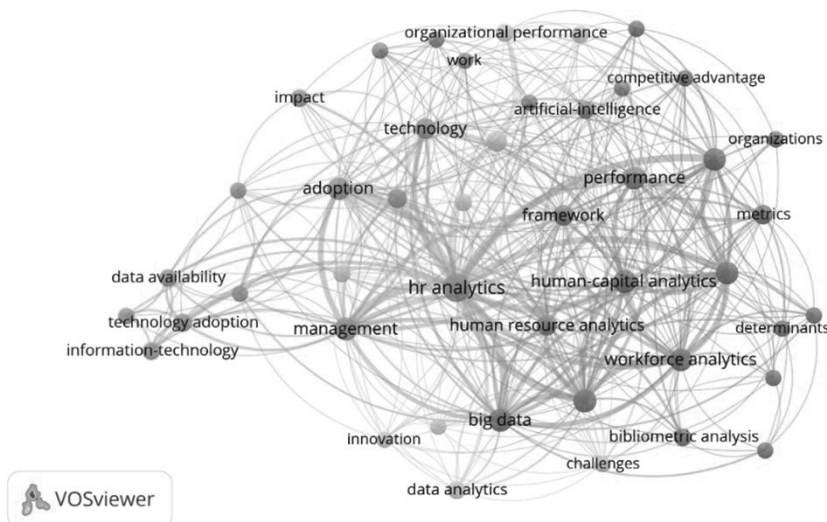 organizational performance
work
competitive advantage
impact
artificial-intelligence
technology
organizations
performance
adoption
framework
metrics
data availability
hr analytics
human-capital analytics
technology adoption
management
human resource analytics
determinants
information-technology
workforce analytics
big data
innovation
bibliometric analysis
challenges
data analytics
VOSviewer